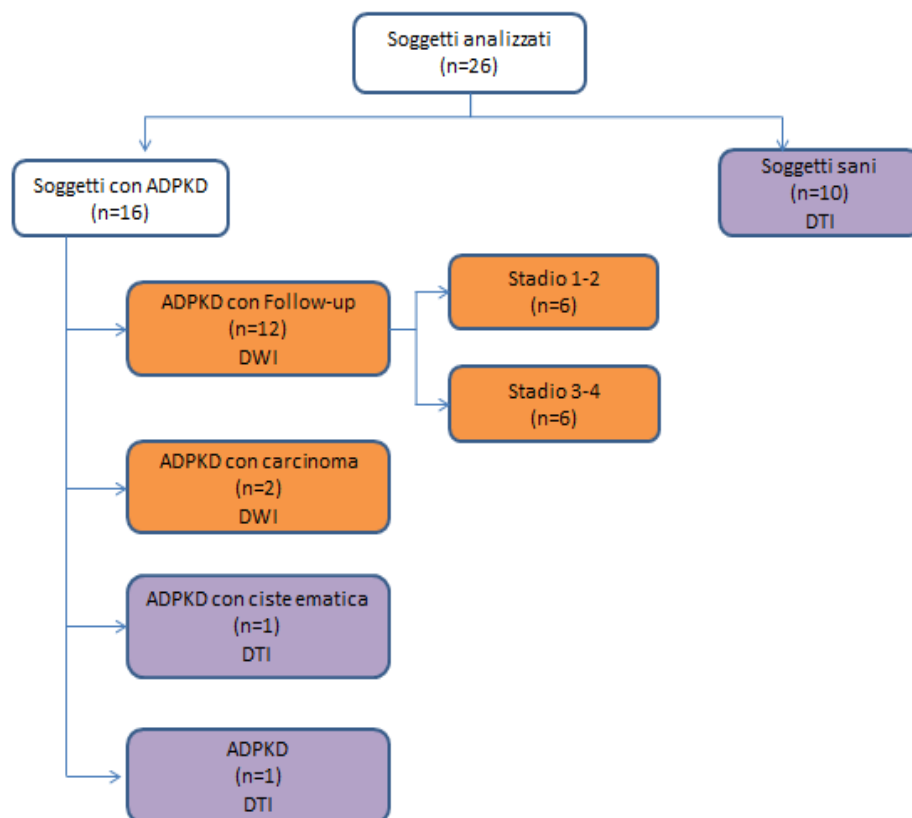 Soggetti analizzati
(n=26)
Soggetti con ADPKD
(n=16)
Soggetti sani
(n=10)
DTI
ADPKD con Follow-up
(n=12)
DWI
Stadio 1-2
(n=6)
Stadio 3-4
(n=6)
ADPKD con carcinoma
(n=2)
DWI
ADPKD con ciste ematica
(n=1)
DTI
ADPKD
(n=1)
DTI